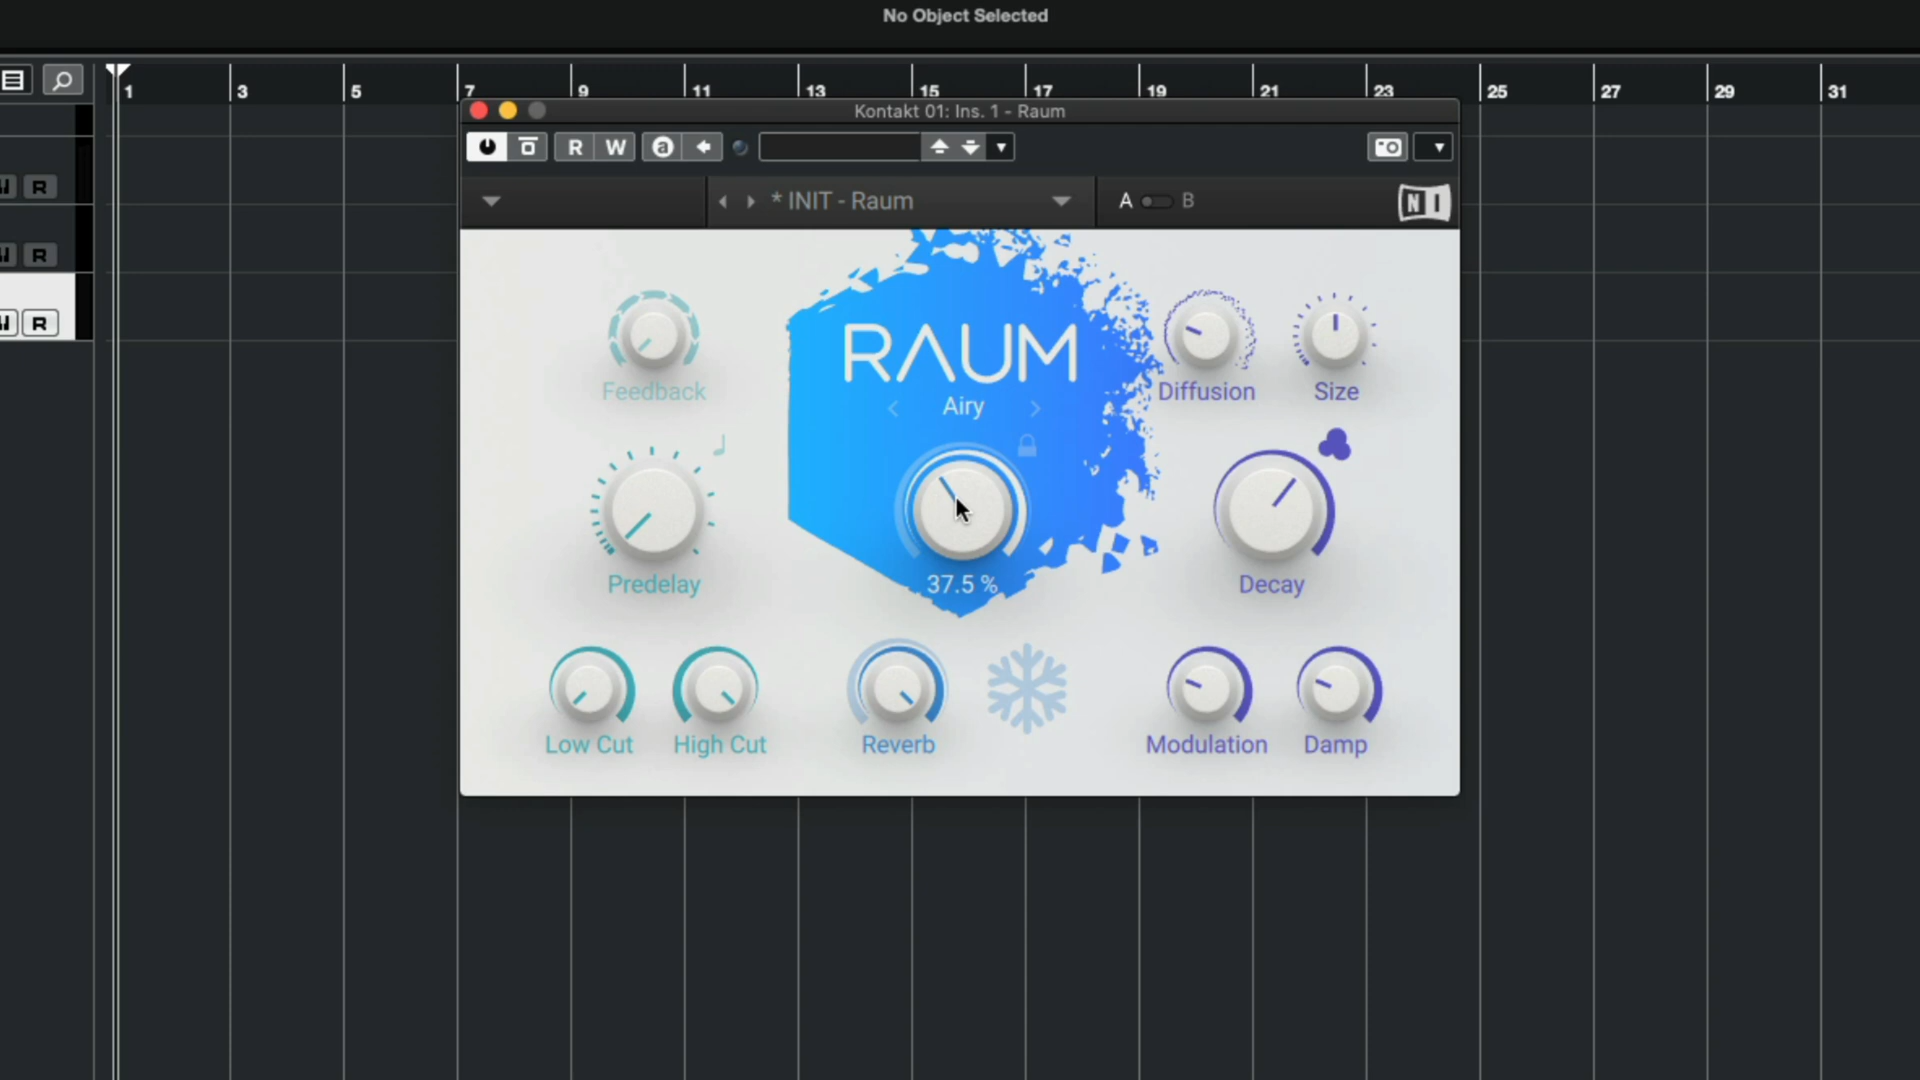 No Object Selected
1 3 5 7 9 11 13 15 17 19 21 23 25 27 29 31
Kontakt 01: Ins. 1 - Raum
R W a
* INIT - Raum
A B
NI
R
R
R
RAUM
Airy
Feedback
Diffusion
Size
37.5 %
Predelay
Decay
Low Cut
High Cut
Reverb
Modulation
Damp